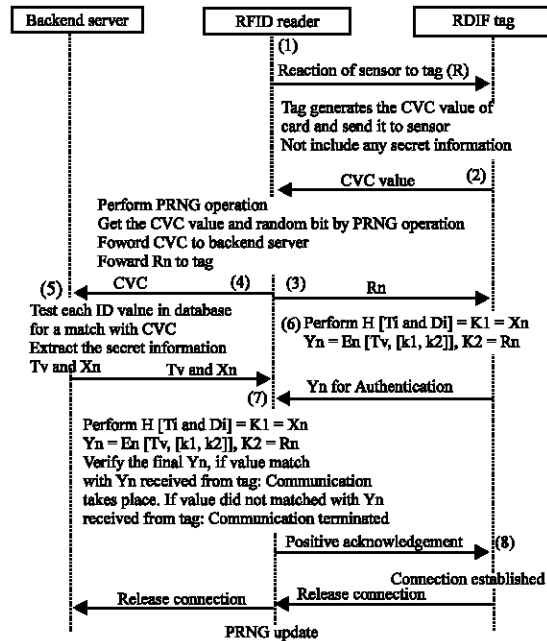 Backend server RFID reader RDIF tag
(1)
Reaction of sensor to tag (R)
Tag generates the CVC value of
card and send it to sensor
Not include any secret information
CVC value (2)
Perform PRNG operation
Get the CVC value and random bit by PRNG operation
Foword CVC to backend server
Foward Rn to tag
(5) CVC (4) (3) Rn
Test each ID value in database
for a match with CVC
Extract the secret information
Tv and Xn
(6) Perform H [Ti and Di] = K1 = Xn
Yn = En [Tv, [k1, k2]], K2 = Rn
Tv and Xn
(7) Yn for Authentication
Perform H [Ti and Di] = K1 = Xn
Yn = En [Tv, [k1, k2]], K2 = Rn
Verify the final Yn, if value match
with Yn received from tag: Communication
takes place. If value did not matched with Yn
received from tag: Communication terminated
Positive acknowledgement (8)
Connection established
Release connection Release connection
PRNG update